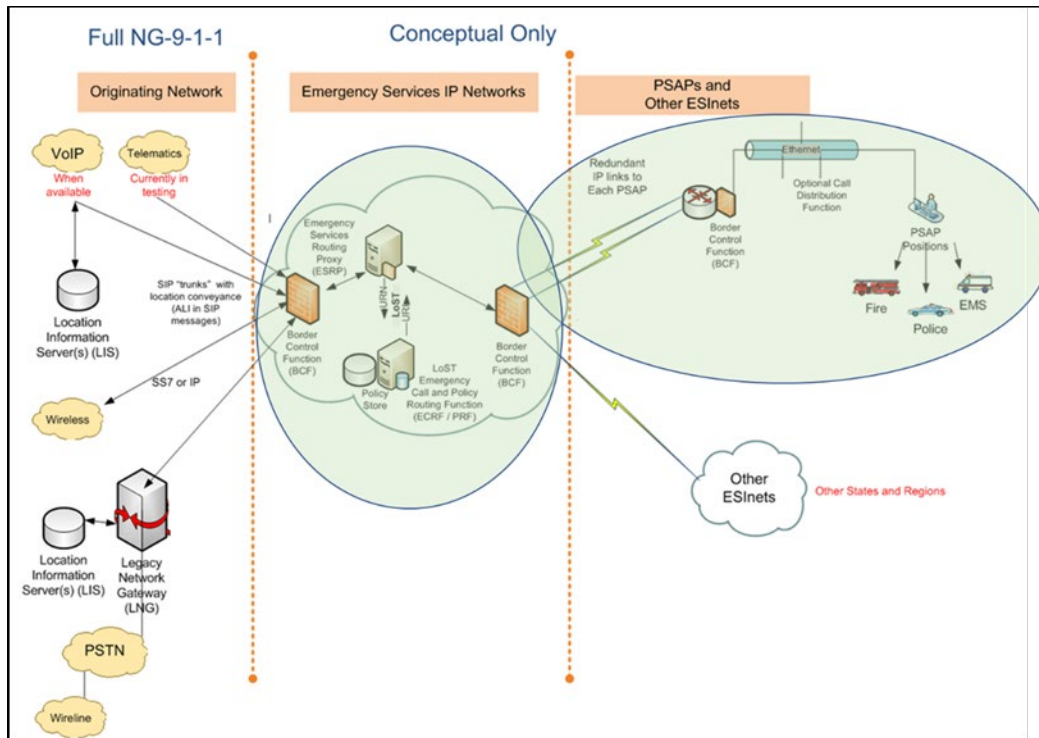 Full NG-9-1-1
Conceptual Only
Originating Network
Emergency Services IP Networks
PSAPs and
Other ESInets
VoIP
When
available
Telematics
Currently in
testing
Location
Information
Server(s) (LIS)
SIP "trunks" with
location conveyance
(ALI in SIP
messages)
SS7 or IP
Wireless
Location
Information
Server(s) (LIS)
Legacy
Network
Gateway
(LNG)
PSTN
Wireline
Emergency
Services
Routing
Proxy
(ESRP)
Border
Control
Function
(BCF)
URN
LoST
URI
Policy
Store
LoST
Emergency
Call and Policy
Routing Function
(ECRF / PRF)
Border
Control
Function
(BCF)
Redundant
IP links to
Each PSAP
Ethernet
Optional Call
Distribution
Function
Border
Control
Function
(BCF)
PSAP
Positions
Fire
Police
EMS
Other
ESInets
Other States and Regions